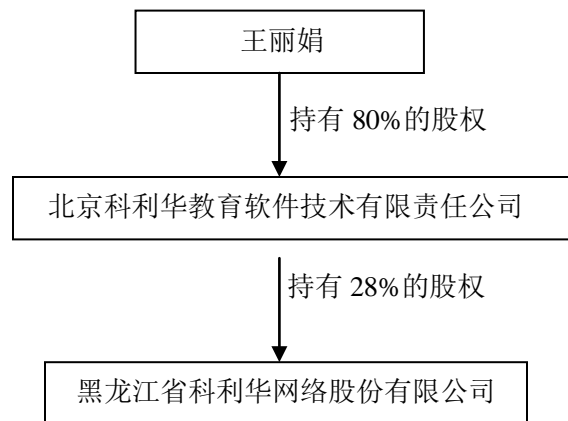 王丽娟
持有 80%的股权
北京科利华教育软件技术有限责任公司
持有 28%的股权
黑龙江省科利华网络股份有限公司